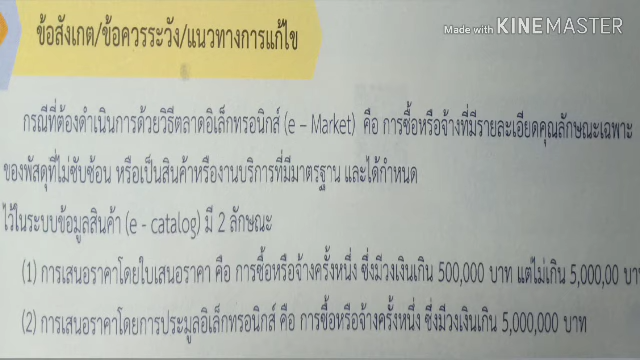 Made with KINEMASTER
ข้อสังเกต/ข้อควรระวัง/แนวทางการแก้ไข
กรณีที่ต้องดำเนินการด้วยวิธีตลาดอิเล็กทรอนิกส์ (e – Market) คือ การซื้อหรือจ้างที่มีรายละเอียดคุณลักษณะเฉพาะ
ของพัสดุที่ไม่ซับซ้อน หรือเป็นสินค้าหรืองานบริการที่มีมาตรฐาน และได้กำหนด
ไว้ในระบบข้อมูลสินค้า (e - catalog) มี 2 ลักษณะ
(1) การเสนอราคาโดยใบเสนอราคา คือ การซื้อหรือจ้างครั้งหนึ่ง ซึ่งมีวงเงินเกิน 500,000 บาท แต่ไม่เกิน 5,000,00 บา
(2) การเสนอราคาโดยการประมูลอิเล็กทรอนิกส์ คือ การซื้อหรือจ้างครั้งหนึ่ง ซึ่งมีวงเงินเกิน 5,000,000 บาท